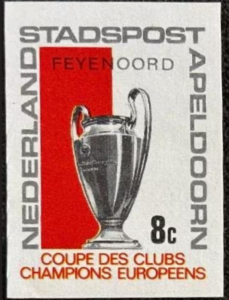 STADSPOST
NEDERLAND
APELDOORN
FEYENOORD
8c
COUPE DES CLUBS
CHAMPIONS EUROPEENS